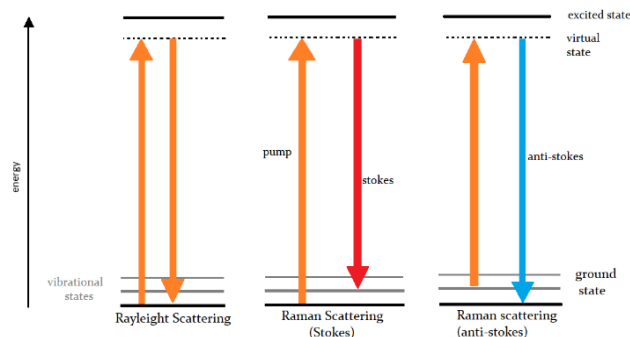 excited state
virtual
state
energy
pump
stokes
anti-stokes
vibrational
states
ground
state
Rayleight Scattering
Raman Scattering
(Stokes)
Raman scattering
(anti-stokes)